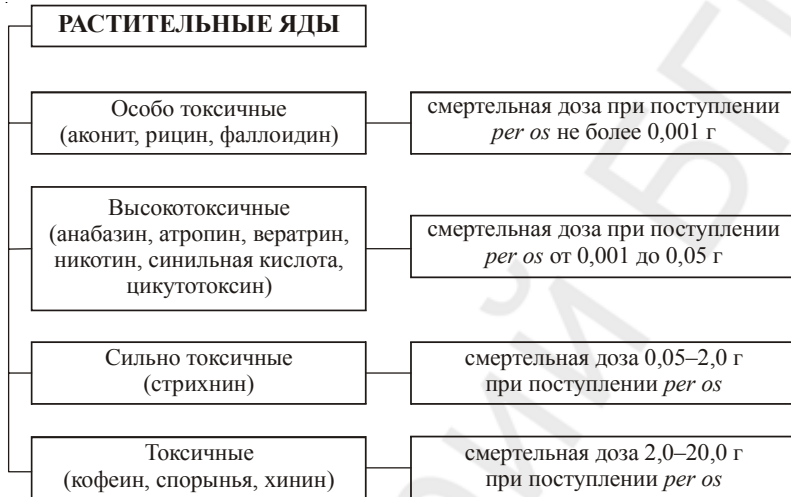 РАСТИТЕЛЬНЫЕ ЯДЫ
Особо токсичные
(аконит, рицин, фаллоидин)
смертельная доза при поступлении
per os не более 0,001 г
Высокотоксичные
(анабазин, атропин, вератрин,
никотин, синильная кислота,
цикутотоксин)
смертельная доза при поступлении
per os от 0,001 до 0,05 г
Сильно токсичные
(стрихнин)
смертельная доза 0,05–2,0 г
при поступлении per os
Токсичные
(кофеин, спорынья, хинин)
смертельная доза 2,0–20,0 г
при поступлении per os